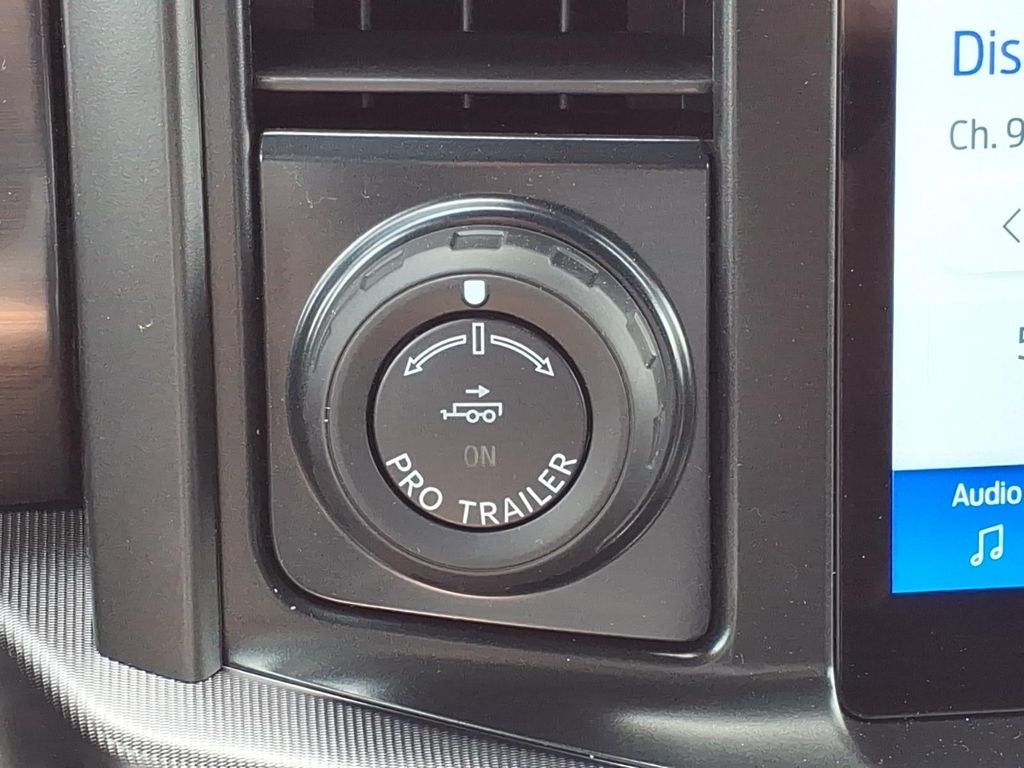 Dis
Ch. 9
ON
PRO TRAILER
Audio